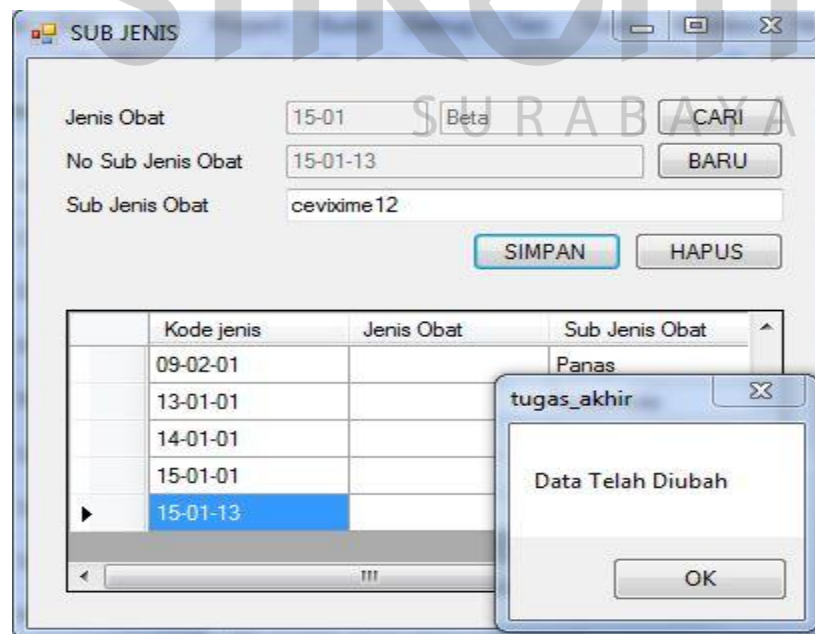 SUB JENIS
SURABAYA
Jenis Obat 15-01 Beta CARI
No Sub Jenis Obat 15-01-13 BARU
Sub Jenis Obat cevixime12
SIMPAN HAPUS
Kode jenis Jenis Obat Sub Jenis Obat
09-02-01 Panas
13-01-01
14-01-01
15-01-01
15-01-13
tugas_akhir
Data Telah Diubah
OK